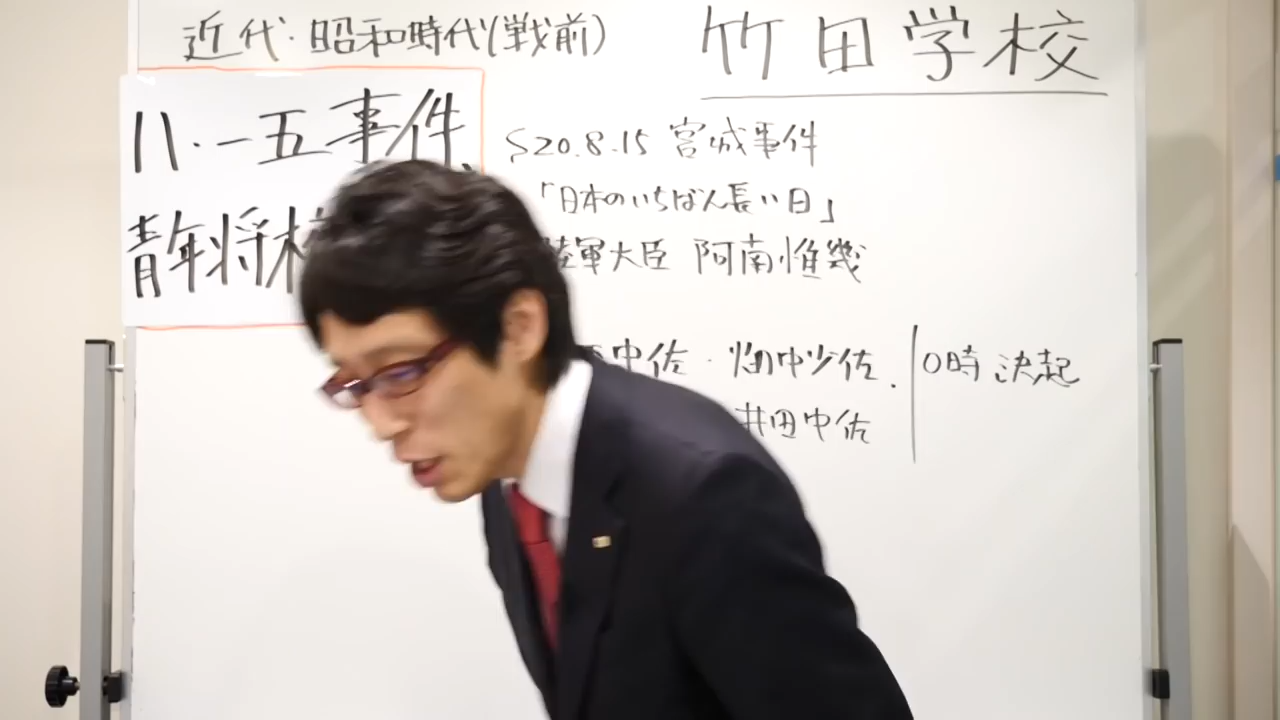 近代・昭和時代(戦前)
竹田学校
八・一五事件、
青年将校
S20.8.15 宮城事件
「日本のいちばん長い日」
陸軍大臣 阿南惟幾
中佐・畑中少佐.
井田中佐
0時 決起